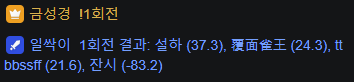 금성경 !1회전
일싹이 1회전 결과: 설하 (37.3), 覆面雀王 (24.3), tt
bbssff (21.6), 잔시 (-83.2)